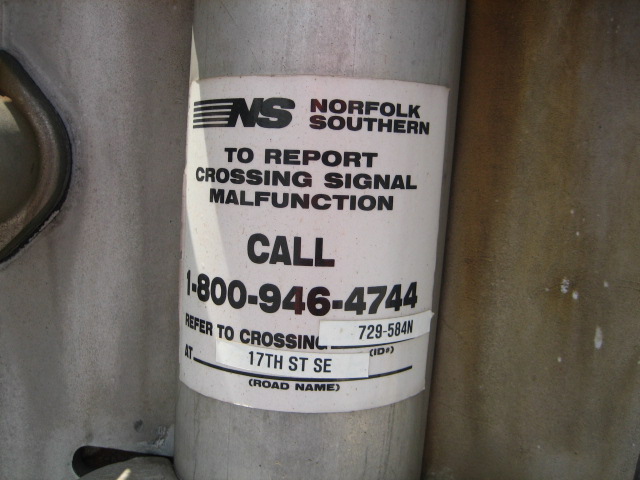 NS NORFOLK
SOUTHERN
TO REPORT
CROSSING SIGNAL
MALFUNCTION
CALL
1-800-946-4744
REFER TO CROSSING 729-584N
(ID#)
AT 17TH ST SE
(ROAD NAME)